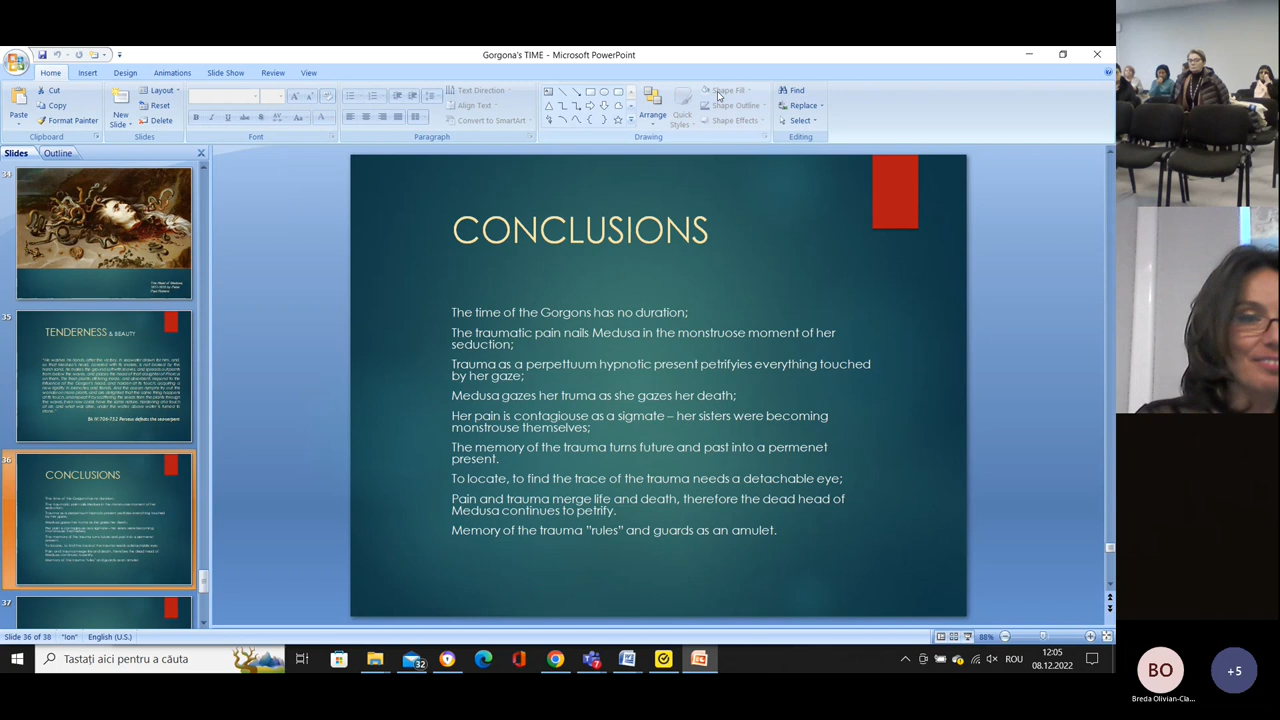 Gorgona's TIME - Microsoft PowerPoint
Home Insert Design Animations Slide Show Review View
Paste
Cut
Copy
Format Painter
Clipboard
New Slide
Layout
Reset
Delete
Slides
Font
Text Direction
Align Text
Convert to SmartArt
Paragraph
Arrange
Quick Styles
Shape Fill
Shape Outline
Shape Effects
Drawing
Find
Replace
Select
Editing
Slides Outline
34
35
TENDERNESS & BEAUTY
36
CONCLUSIONS
37
CONCLUSIONS
The time of the Gorgons has no duration;
The traumatic pain nails Medusa in the monstruose moment of her
seduction;
Trauma as a perpettuum hypnotic present petrifyies everything touched
by her gaze;
Medusa gazes her truma as she gazes her death;
Her pain is contagiouse as a sigmate – her sisters were becoming
monstrouse themselves;
The memory of the trauma turns future and past into a permenet
present.
To locate, to find the trace of the trauma needs a detachable eye;
Pain and trauma merge life and death, therefore the dead head of
Medusa continues to petrify.
Memory of the trauma "rules" and guards as an amulet.
Slide 36 of 38 "Ion" English (U.S.) 88%
Tastați aici pentru a căuta
32
ROU
12:05
08.12.2022
BO
+5
Breda Olivian-Cla...